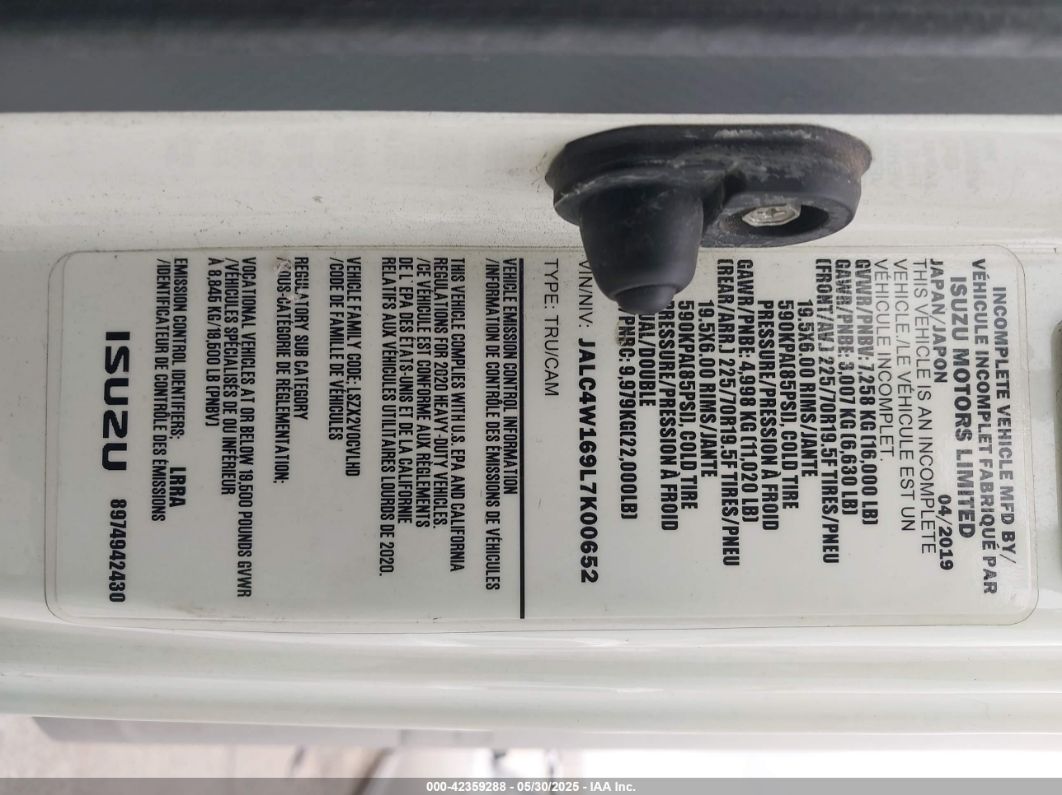 INCOMPLETE VEHICLE MFD BY/
VÉHICULE INCOMPLET FABRIQUÉ PAR
ISUZU MOTORS LIMITED
JAPAN/JAPON 04/2019
THIS VEHICLE IS AN INCOMPLETE
VEHICLE./LE VÉHICULE EST UN
VÉHICULE INCOMPLET.
GVWR/PNBV: 7,258 KG (16,000 LB)
GAWR/PNBE: 3,007 KG (6,630 LB)
(FRONT/AV.) 225/70R19.5F TIRES/PNEU
19.5X6.00 RIMS/JANTE
590KPA(85PSI), COLD TIRE
PRESSURE/PRESSION À FROID
GAWR/PNBE: 4,998 KG (11,020 LB)
(REAR/ARR.) 225/70R19.5F TIRES/PNEU
19.5X6.00 RIMS/JANTE
590KPA(85PSI), COLD TIRE
PRESSURE/PRESSION À FROID
/DOUBLE
9,979KG(22,000LB)
VIN/NIV: JALC4W169L7K00652
TYPE: TRU/CAM
VEHICLE EMISSION CONTROL INFORMATION
/INFORMATION DE CONTRÔLE DES ÉMISSIONS DE VÉHICULES
THIS VEHICLE COMPLIES WITH U.S. EPA AND CALIFORNIA
REGULATIONS FOR 2020 HEAVY-DUTY VEHICLES.
/CE VÉHICULE EST CONFORME AUX RÈGLEMENTS
DE L'EPA DES ÉTATS-UNIS ET DE LA CALIFORNIE
RELATIFS AUX VÉHICULES UTILITAIRES LOURDS DE 2020.
VEHICLE FAMILY CODE: LSZX2VOCVLHD
/CODE DE FAMILLE DE VÉHICULES
REGULATORY SUB CATEGORY
/SOUS-CATÉGORIE DE RÉGLEMENTATION:
VOCATIONAL VEHICLES AT OR BELOW 19,500 POUNDS GVWR
/VÉHICULES SPÉCIALISÉS DE OU INFÉRIEUR
À 8,845 KG/19,500 LB (PNBV)
EMISSION CONTROL IDENTIFIERS: LRRA
/IDENTIFICATEUR DE CONTRÔLE DES ÉMISSIONS
ISUZU 8974942430
000-42359288 - 05/30/2025 - IAA Inc.